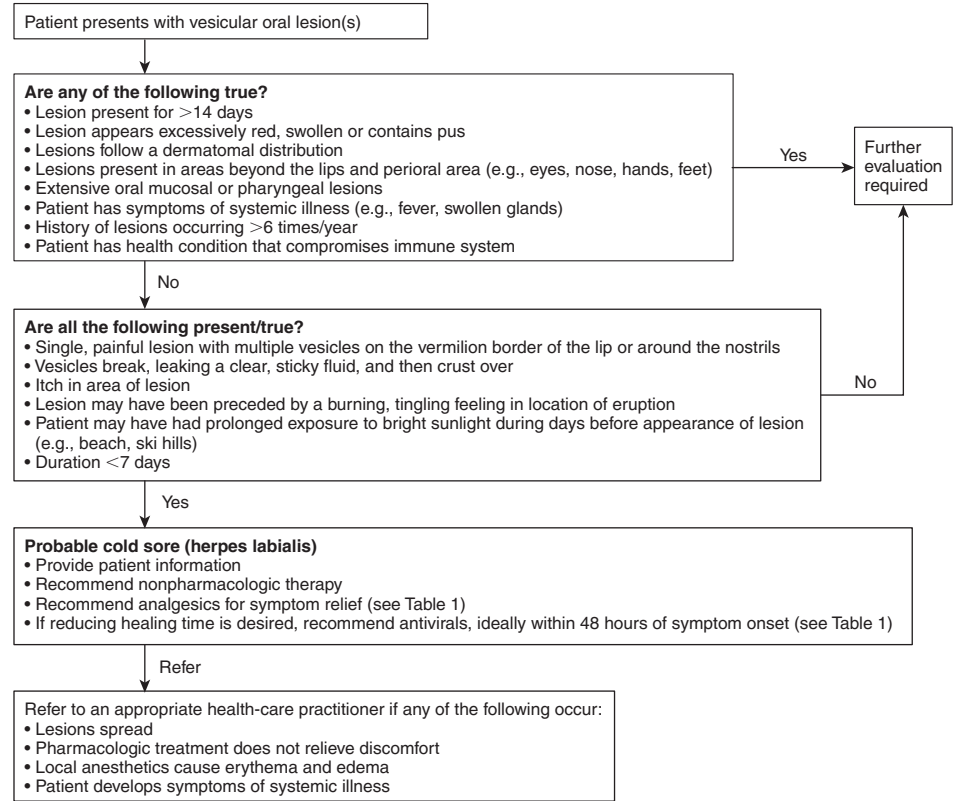 Patient presents with vesicular oral lesion(s)
Are any of the following true?
• Lesion present for >14 days
• Lesion appears excessively red, swollen or contains pus
• Lesions follow a dermatomal distribution
• Lesions present in areas beyond the lips and perioral area (e.g., eyes, nose, hands, feet)
• Extensive oral mucosal or pharyngeal lesions
• Patient has symptoms of systemic illness (e.g., fever, swollen glands)
• History of lesions occurring >6 times/year
• Patient has health condition that compromises immune system
Yes
Further
evaluation
required
No
Are all the following present/true?
• Single, painful lesion with multiple vesicles on the vermilion border of the lip or around the nostrils
• Vesicles break, leaking a clear, sticky fluid, and then crust over
• Itch in area of lesion
• Lesion may have been preceded by a burning, tingling feeling in location of eruption
• Patient may have had prolonged exposure to bright sunlight during days before appearance of lesion
(e.g., beach, ski hills)
• Duration <7 days
No
Yes
Probable cold sore (herpes labialis)
• Provide patient information
• Recommend nonpharmacologic therapy
• Recommend analgesics for symptom relief (see Table 1)
• If reducing healing time is desired, recommend antivirals, ideally within 48 hours of symptom onset (see Table 1)
Refer
Refer to an appropriate health-care practitioner if any of the following occur:
• Lesions spread
• Pharmacologic treatment does not relieve discomfort
• Local anesthetics cause erythema and edema
• Patient develops symptoms of systemic illness